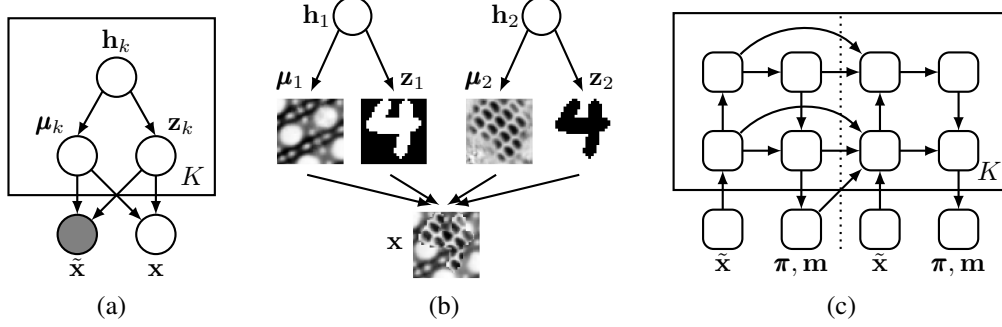 h_k
μ_k
z_k
K
x̃
x
(a)
h_1
h_2
μ_1
z_1
μ_2
z_2
x
(b)
K
x̃
π, m
x̃
π, m
(c)